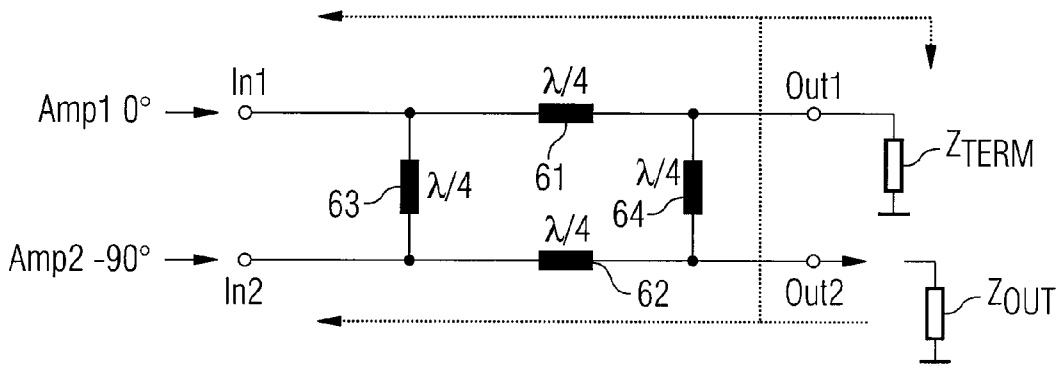 In1
λ/4
Out1
Amp1 0°
61
Z_TERM
63
λ/4
λ/4
64
λ/4
Amp2 -90°
In2
62
Out2
Z_OUT